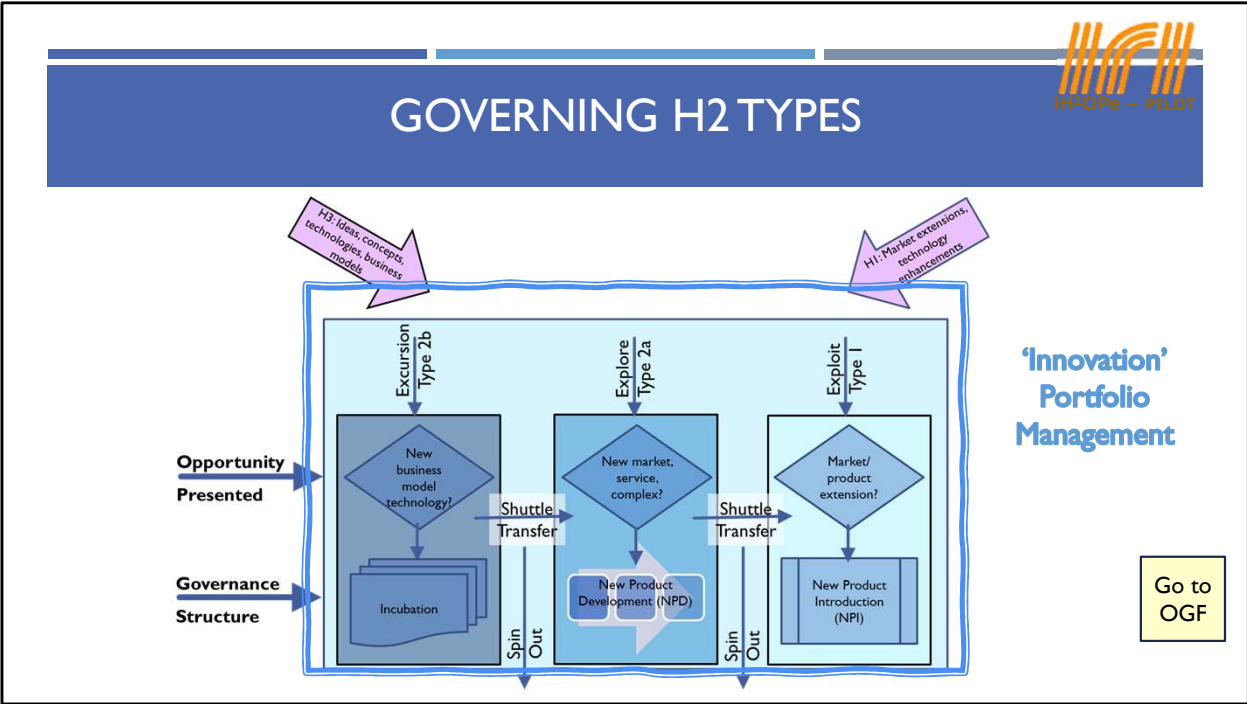 GOVERNING H2 TYPES
iH²OPe – PILOT
H3: Ideas, concepts,
technologies, business
models
H1: Market extensions,
technology
enhancements
Excursion
Type 2b
Explore
Type 2a
Exploit
Type 1
‘Innovation’
Portfolio
Management
Opportunity
Presented
New
business
model
technology?
Shuttle
Transfer
New market,
service,
complex?
Shuttle
Transfer
Market/
product
extension?
Governance
Structure
Incubation
Spin
Out
New Product
Development (NPD)
Spin
Out
New Product
Introduction
(NPI)
Go to
OGF